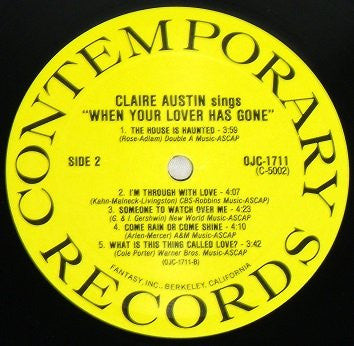 CONTEMPORARY
RECORDS
CLAIRE AUSTIN sings
"WHEN YOUR LOVER HAS GONE"
1. THE HOUSE IS HAUNTED - 3:59
(Rose-Adlam) Double A Music-ASCAP
SIDE 2
OJC-1711
(C-5002)
2. I'M THROUGH WITH LOVE - 4:07
(Kahn-Malneck-Livingston) CBS-Robbins Music-ASCAP
3. SOMEONE TO WATCH OVER ME - 4:23
(G. & I. Gershwin) New World Music-ASCAP
4. COME RAIN OR COME SHINE - 4:10
(Arlen-Mercer) A&M Music-ASCAP
5. WHAT IS THIS THING CALLED LOVE? - 3:42
(Cole Porter) Warner Bros. Music-ASCAP
(OJC-1711-B)
FANTASY, INC., BERKELEY, CALIFORNIA